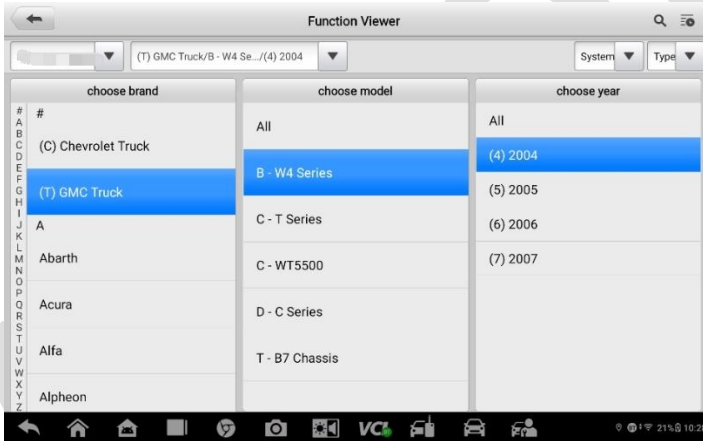 Function Viewer
(T) GMC Truck/B - W4 Se.../(4) 2004
System
Type
choose brand
choose model
choose year
#
A
B
C
D
E
F
G
H
I
J
K
L
M
N
O
P
Q
R
S
T
U
V
W
X
Y
Z
#
(C) Chevrolet Truck
(T) GMC Truck
A
Abarth
Acura
Alfa
Alpheon
All
B - W4 Series
C - T Series
C - WT5500
D - C Series
T - B7 Chassis
All
(4) 2004
(5) 2005
(6) 2006
(7) 2007
VCI
21%